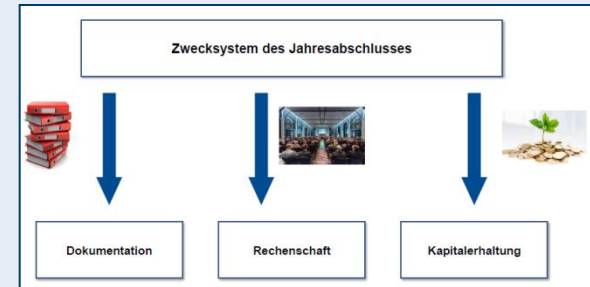 Zwecksystem des Jahresabschlusses
Dokumentation
Rechenschaft
Kapitalerhaltung